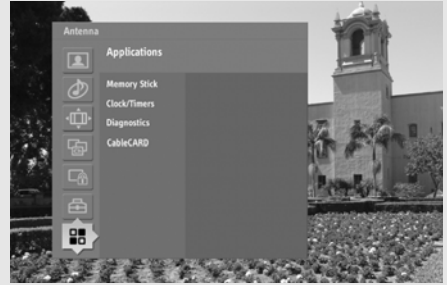 Antenna
Applications
Memory Stick
Clock/Timers
Diagnostics
CableCARD